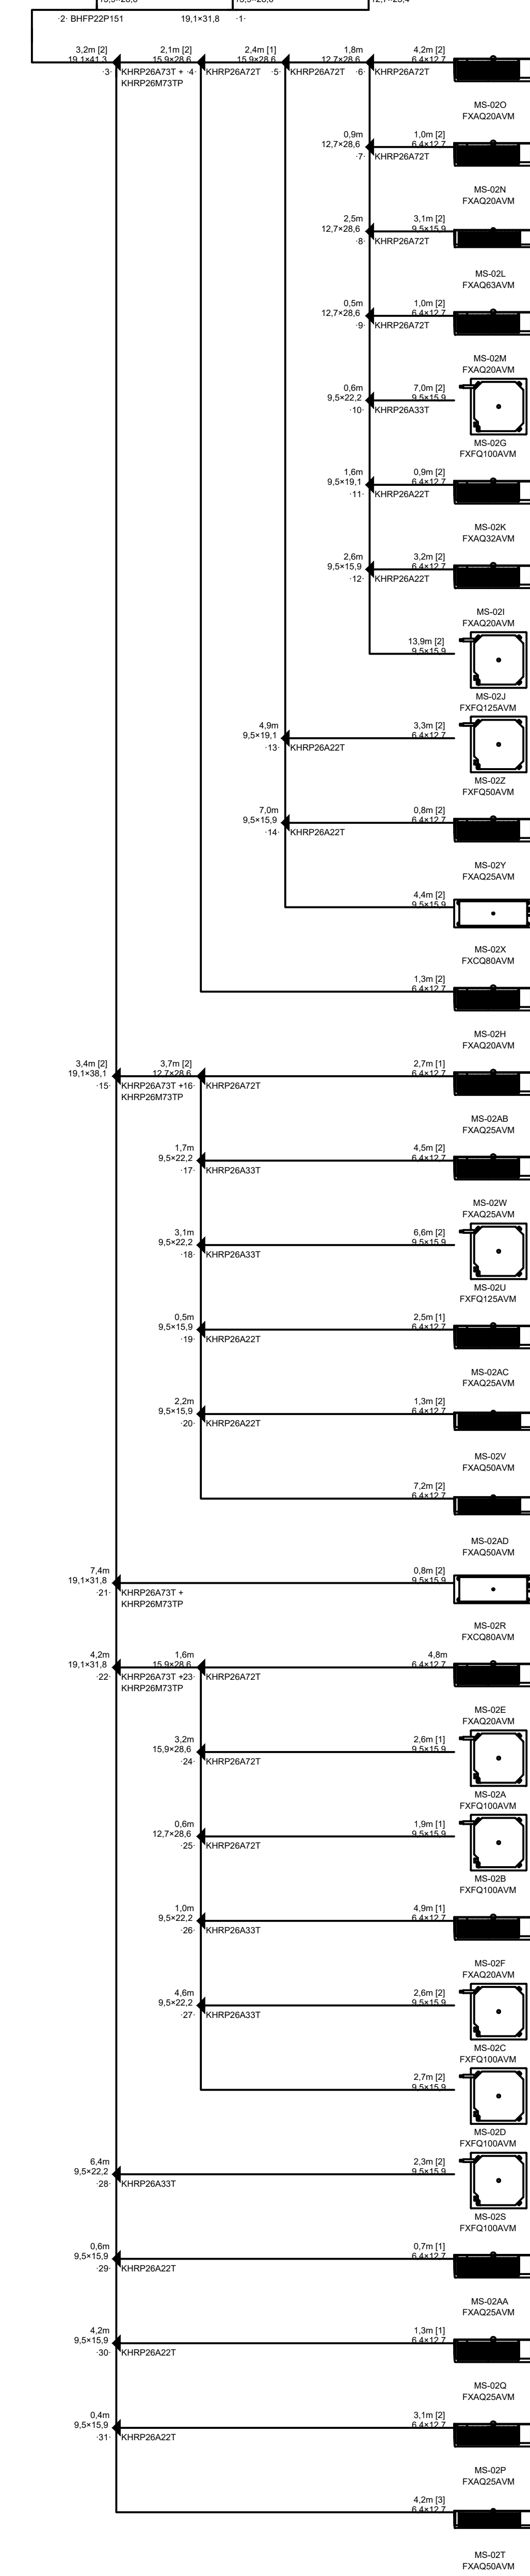 ·2· BHFP22P151 19,1×31,8 ·1·
3,2m [2] 2,1m [2] 2,4m [1] 1,8m 4,2m [2]
19,1×41,3 15,9×28,6 15,9×28,6 12,7×28,6 6,4×12,7
·3· KHRP26A73T + ·4· KHRP26A72T ·5· KHRP26A72T ·6· KHRP26A72T
KHRP26M73TP
MS-02O
FXAQ20AVM
0,9m 1,0m [2]
12,7×28,6 6,4×12,7
·7· KHRP26A72T
MS-02N
FXAQ20AVM
2,5m 3,1m [2]
12,7×28,6 9,5×15,9
·8· KHRP26A72T
MS-02L
FXAQ63AVM
0,5m 1,0m [2]
12,7×28,6 6,4×12,7
·9· KHRP26A72T
MS-02M
FXAQ20AVM
0,6m 7,0m [2]
9,5×22,2 9,5×15,9
·10· KHRP26A33T
MS-02G
FXFQ100AVM
1,6m 0,9m [2]
9,5×19,1 6,4×12,7
·11· KHRP26A22T
MS-02K
FXAQ32AVM
2,6m 3,2m [2]
9,5×15,9 6,4×12,7
·12· KHRP26A22T
MS-02I
FXAQ20AVM
13,9m [2]
9,5×15,9
MS-02J
FXFQ125AVM
4,9m 3,3m [2]
9,5×19,1 6,4×12,7
·13· KHRP26A22T
MS-02Z
FXFQ50AVM
7,0m 0,8m [2]
9,5×15,9 6,4×12,7
·14· KHRP26A22T
MS-02Y
FXAQ25AVM
4,4m [2]
9,5×15,9
MS-02X
FXCQ80AVM
1,3m [2]
6,4×12,7
MS-02H
FXAQ20AVM
3,4m [2] 3,7m [2] 2,7m [1]
19,1×38,1 12,7×28,6 6,4×12,7
·15· KHRP26A73T +16· KHRP26A72T
KHRP26M73TP
MS-02AB
FXAQ25AVM
1,7m 4,5m [2]
9,5×22,2 6,4×12,7
·17· KHRP26A33T
MS-02W
FXAQ25AVM
3,1m 6,6m [2]
9,5×22,2 9,5×15,9
·18· KHRP26A33T
MS-02U
FXFQ125AVM
0,5m 2,5m [1]
9,5×15,9 6,4×12,7
·19· KHRP26A22T
MS-02AC
FXAQ25AVM
2,2m 1,3m [2]
9,5×15,9 6,4×12,7
·20· KHRP26A22T
MS-02V
FXAQ50AVM
7,2m [2]
6,4×12,7
MS-02AD
FXAQ50AVM
7,4m 0,8m [2]
19,1×31,8 9,5×15,9
·21· KHRP26A73T +
KHRP26M73TP
MS-02R
FXCQ80AVM
4,2m 1,6m 4,8m
19,1×31,8 15,9×28,6 6,4×12,7
·22· KHRP26A73T +23· KHRP26A72T
KHRP26M73TP
MS-02E
FXAQ20AVM
3,2m 2,6m [1]
15,9×28,6 9,5×15,9
·24· KHRP26A72T
MS-02A
FXFQ100AVM
0,6m 1,9m [1]
12,7×28,6 9,5×15,9
·25· KHRP26A72T
MS-02B
FXFQ100AVM
1,0m 4,9m [1]
9,5×22,2 6,4×12,7
·26· KHRP26A33T
MS-02F
FXAQ20AVM
4,6m 2,6m [2]
9,5×22,2 9,5×15,9
·27· KHRP26A33T
MS-02C
FXFQ100AVM
2,7m [2]
9,5×15,9
MS-02D
FXFQ100AVM
6,4m 2,3m [2]
9,5×22,2 9,5×15,9
·28· KHRP26A33T
MS-02S
FXFQ100AVM
0,6m 0,7m [1]
9,5×15,9 6,4×12,7
·29· KHRP26A22T
MS-02AA
FXAQ25AVM
4,2m 1,3m [1]
9,5×15,9 6,4×12,7
·30· KHRP26A22T
MS-02Q
FXAQ25AVM
0,4m 3,1m [2]
9,5×15,9 6,4×12,7
·31· KHRP26A22T
MS-02P
FXAQ25AVM
4,2m [3]
6,4×12,7
MS-02T
FXAQ50AVM